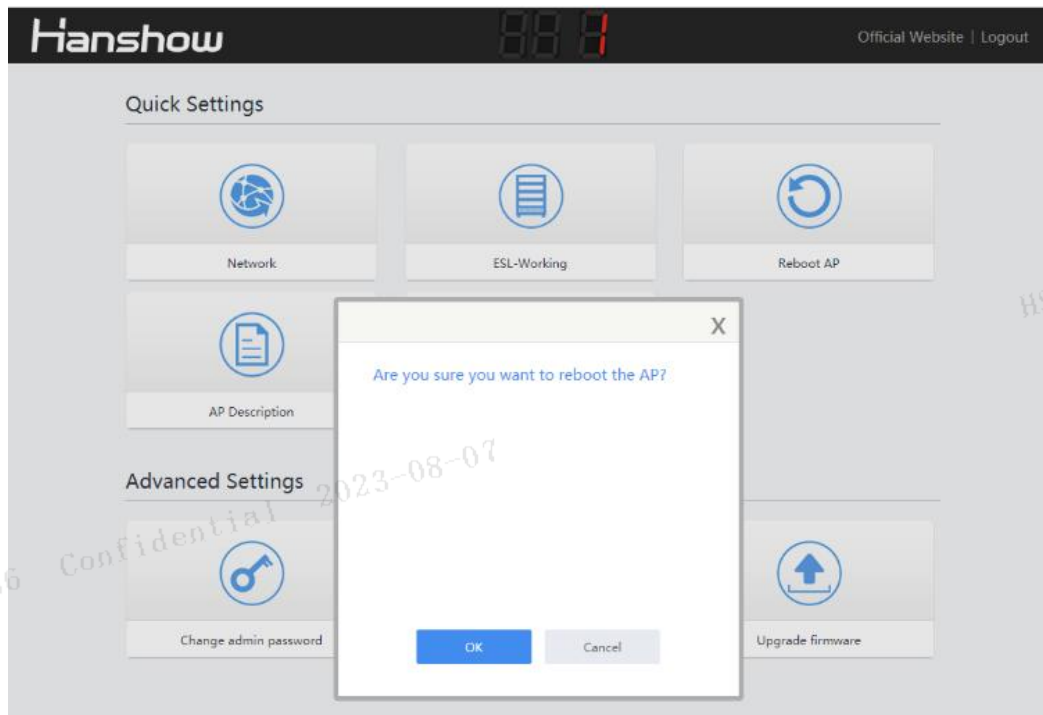 Hanshow
1
Official Website | Logout
Quick Settings
Network
ESL-Working
Reboot AP
X
Are you sure you want to reboot the AP?
AP Description
2023-08-07
Advanced Settings
Confidential
Change admin password
OK
Cancel
Upgrade firmware